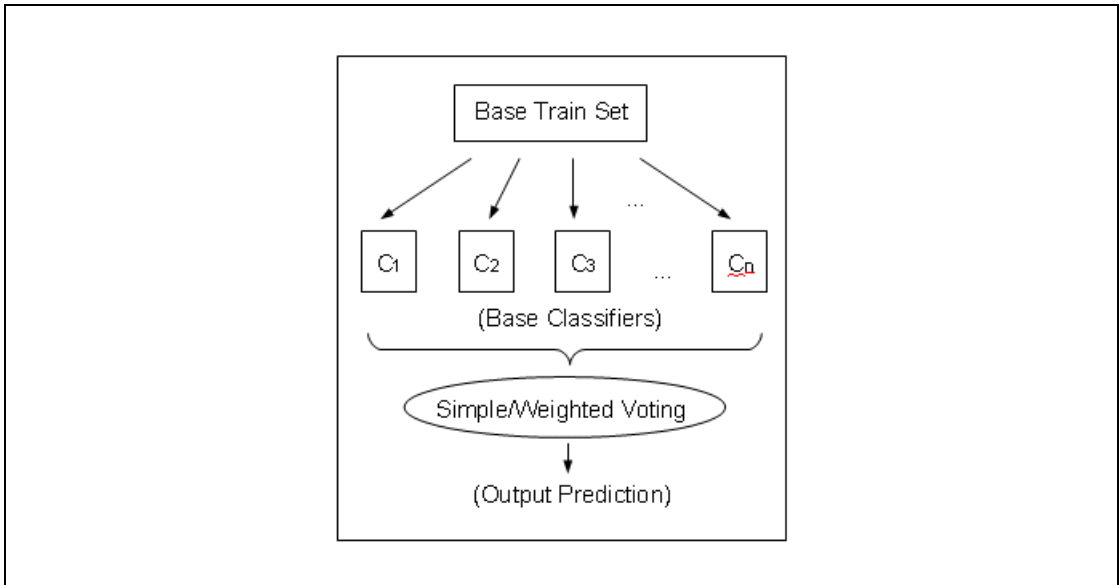 Base Train Set
...
C1 C2 C3 ... Cn
(Base Classifiers)
Simple/Weighted Voting
(Output Prediction)